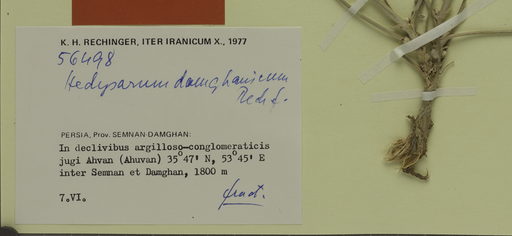 K. H. RECHINGER, ITER IRANICUM X., 1977
56498
Hedysarum damghanicum
Rech f.
PERSIA, Prov. SEMNAN-DAMGHAN:
In declivibus argilloso-conglomeraticis
jugi Ahvan (Ahuvan) 35°47' N, 53°45' E
inter Semnan et Damghan, 1800 m
7.VI.
fruct.